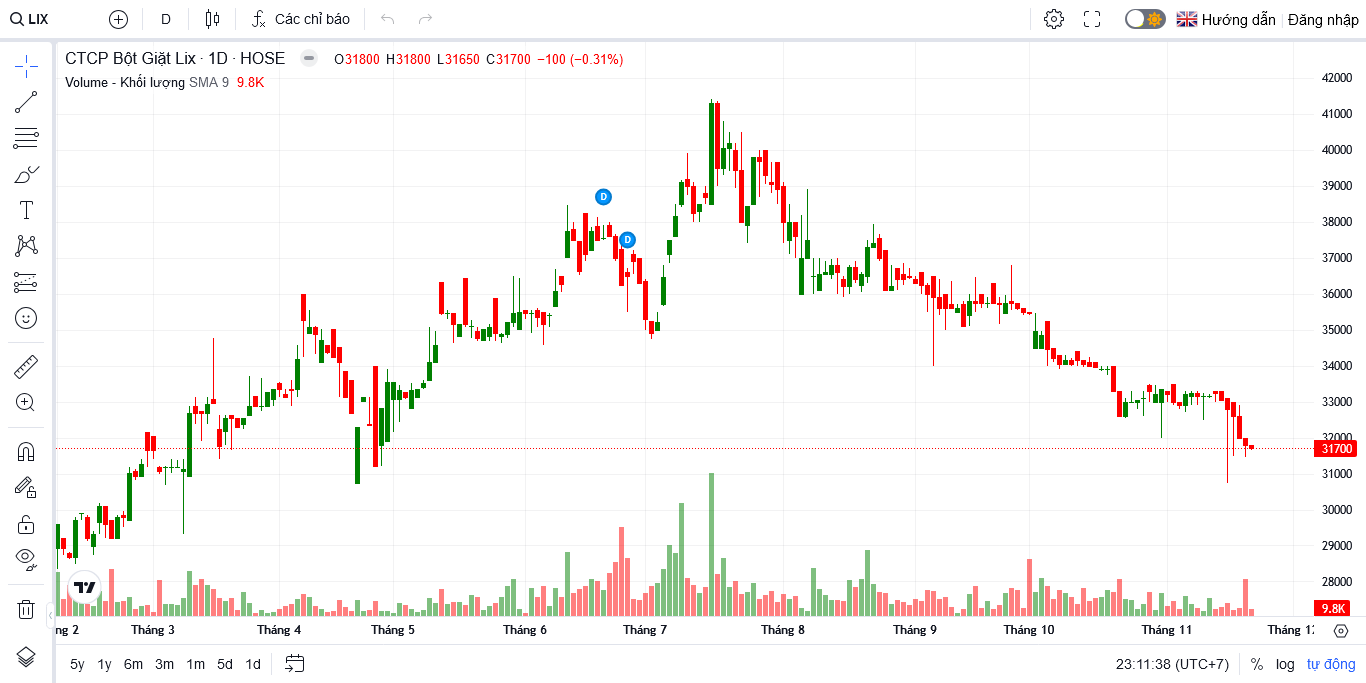 LIX D Các chỉ báo Hướng dẫn Đăng nhập
CTCP Bột Giặt Lix · 1D · HOSE O31800 H31800 L31650 C31700 −100 (−0.31%)
Volume - Khối lượng SMA 9 9.8K
42000
41000
40000
39000
38000
37000
36000
35000
34000
33000
32000
31700
31000
30000
29000
28000
9.8K
D
D
ng 2 Tháng 3 Tháng 4 Tháng 5 Tháng 6 Tháng 7 Tháng 8 Tháng 9 Tháng 10 Tháng 11 Tháng 1
5y 1y 6m 3m 1m 5d 1d 23:11:38 (UTC+7) % log tự động